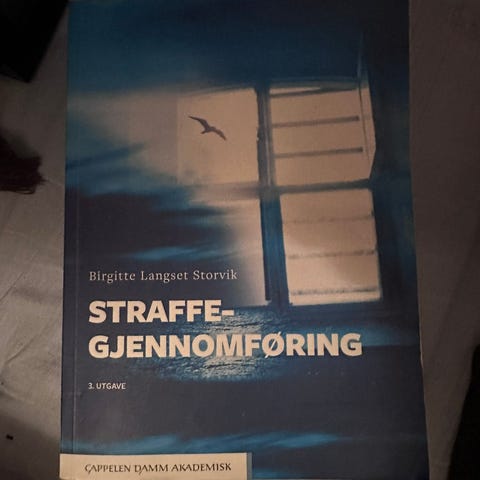 Birgitte Langset Storvik
STRAFFE-
GJENNOMFØRING
3. UTGAVE
CAPPELEN DAMM AKADEMISK